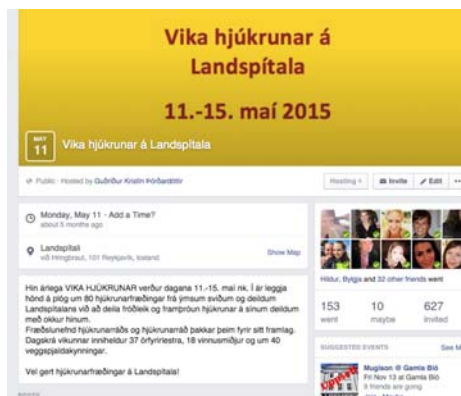 Vika hjúkrunar á
Landspítala
11.-15. maí 2015
MAY
11
Vika hjúkrunar á Landspítala
Public · Hosted by Guðríður Kristín Þórðardóttir
Hosting
Invite
Edit
Monday, May 11 · Add a Time?
about 5 months ago
Landspítali
við Hringbraut, 101 Reykjavík, Iceland
Show Map
Hin árlega VIKA HJÚKRUNAR verður dagana 11.-15. maí nk. Í ár leggja
hönd á plóg um 80 hjúkrunarfræðingar frá ýmsum sviðum og deildum
Landspítalans við að deila fróðleik og framþróun hjúkrunar á sínum deildum
með okkur hinum.
Fræðslunefnd hjúkrunarráðs og hjúkrunarráð þakkar þeim fyrir sitt framlag.
Dagskrá vikunnar inniheldur 37 örfyrirlestra, 18 vinnusmiðjur og um 40
veggspjaldakynningar.
Vel gert hjúkrunarfræðingar á Landspítala!
Hildur, Bylgja and 32 other friends went
153
went
10
maybe
627
invited
SUGGESTED EVENTS
See M
Mugison @ Gamla Bíó
Fri Nov 13 at Gamla Bíó
9 friends are going